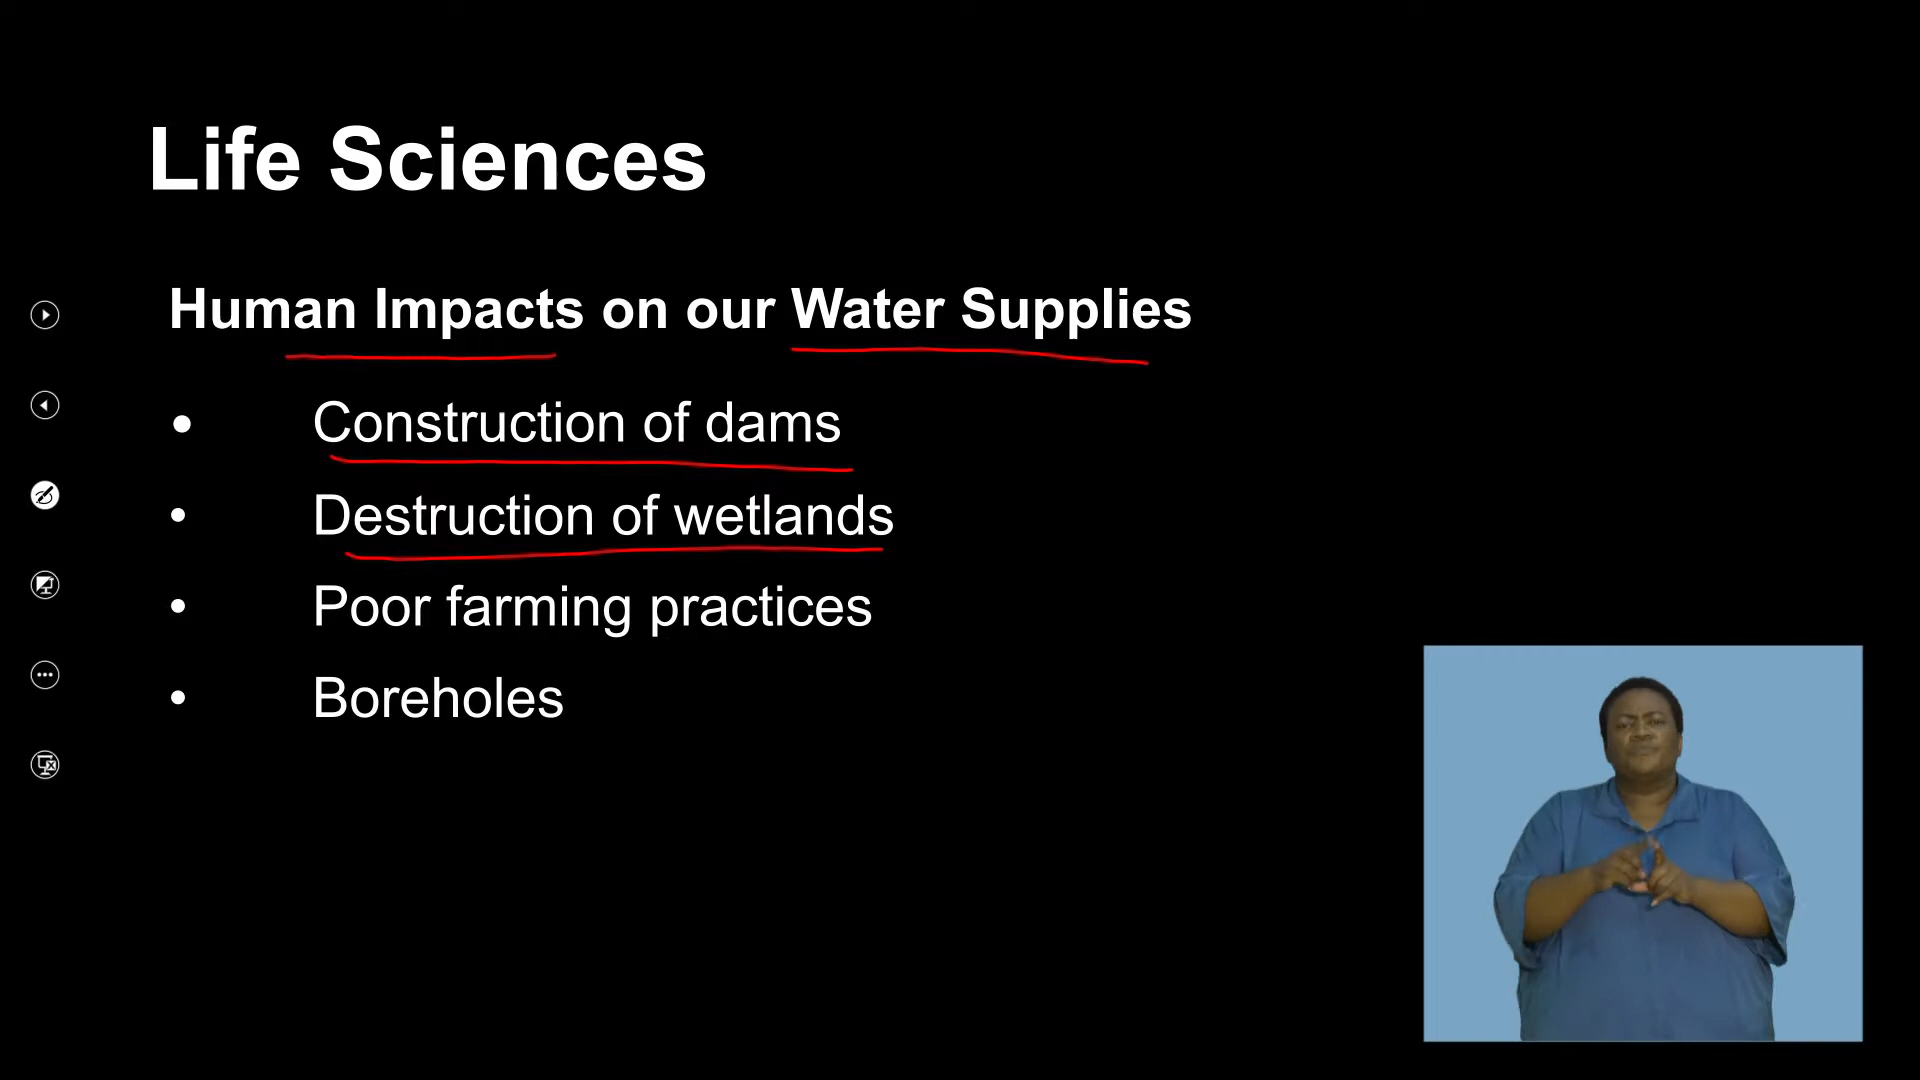 Life Sciences
Human Impacts on our Water Supplies
• Construction of dams
• Destruction of wetlands
• Poor farming practices
• Boreholes